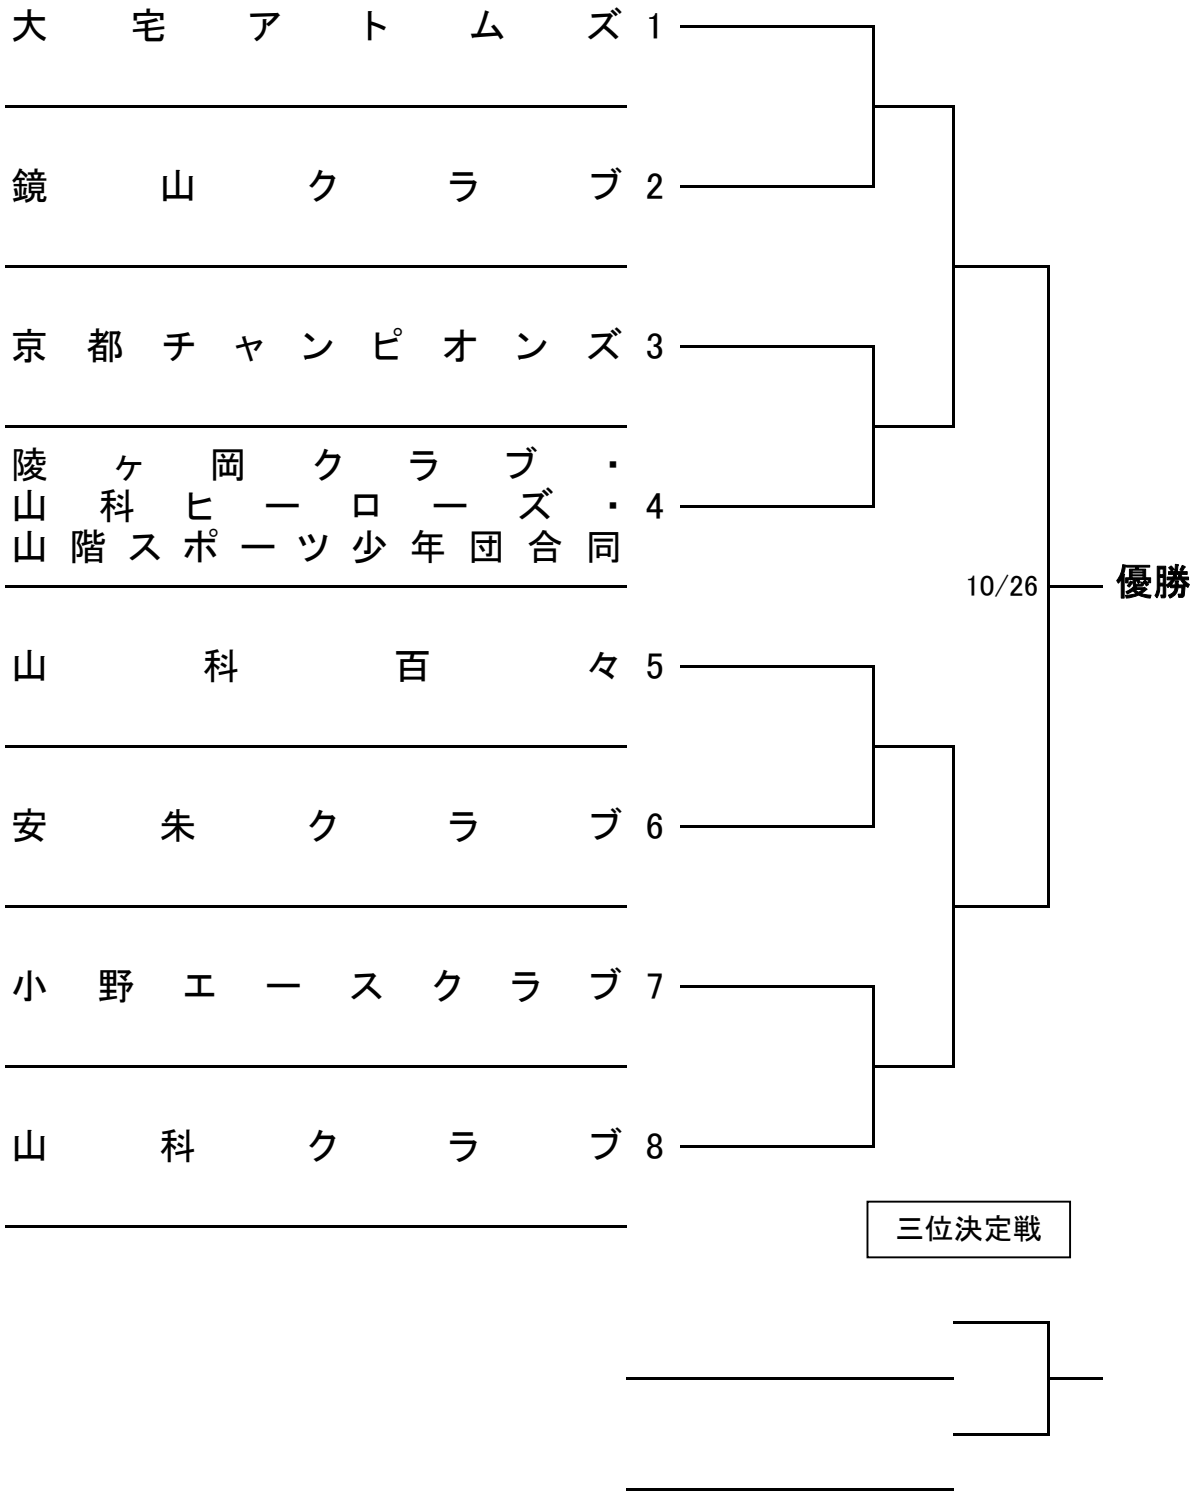 大宅アトムズ 1
鏡山クラブ 2
京都チャンピオンズ 3
陵ヶ岡クラブ・
山科ヒーローズ・ 4
山階スポーツ少年団合同
10/26 優勝
山科百々 5
安朱クラブ 6
小野エースクラブ 7
山科クラブ 8
三位決定戦